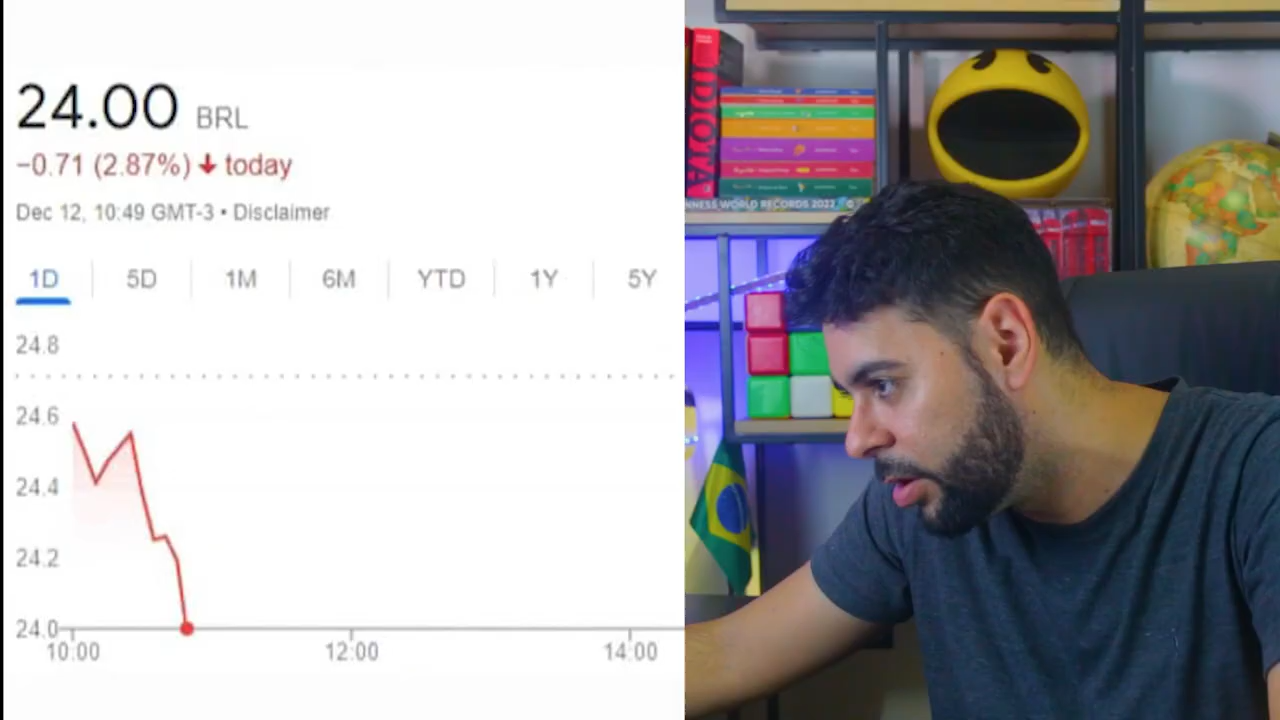 24.00 BRL
−0.71 (2.87%) ↓ today
Dec 12, 10:49 GMT-3 • Disclaimer
1D 5D 1M 6M YTD 1Y 5Y
24.8
24.6
24.4
24.2
24.0
10:00 12:00 14:00
IDIOTA
NNESS WORLD RECORDS 2022